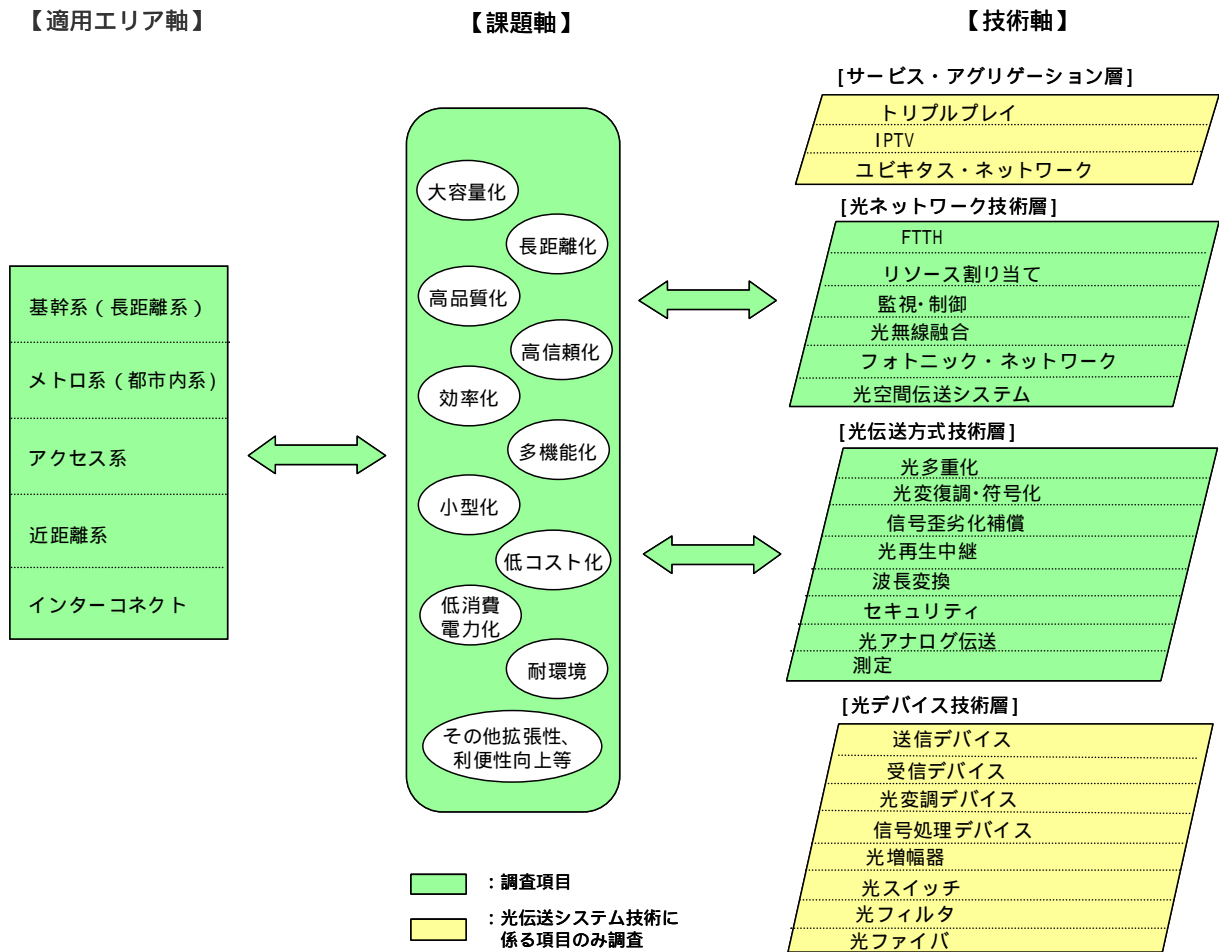 【適用エリア軸】
【課題軸】
【技術軸】
基幹系(長距離系)
メトロ系(都市内系)
アクセス系
近距離系
インターコネクト
大容量化
長距離化
高品質化
高信頼化
効率化
多機能化
小型化
低コスト化
低消費
電力化
耐環境
その他拡張性、
利便性向上等
[サービス・アグリゲーション層]
トリプルプレイ
IPTV
ユビキタス・ネットワーク
[光ネットワーク技術層]
FTTH
リソース割り当て
監視・制御
光無線融合
フォトニック・ネットワーク
光空間伝送システム
[光伝送方式技術層]
光多重化
光変復調・符号化
信号歪劣化補償
光再生中継
波長変換
セキュリティ
光アナログ伝送
測定
[光デバイス技術層]
送信デバイス
受信デバイス
光変調デバイス
信号処理デバイス
光増幅器
光スイッチ
光フィルタ
光ファイバ
:調査項目
:光伝送システム技術に
係る項目のみ調査